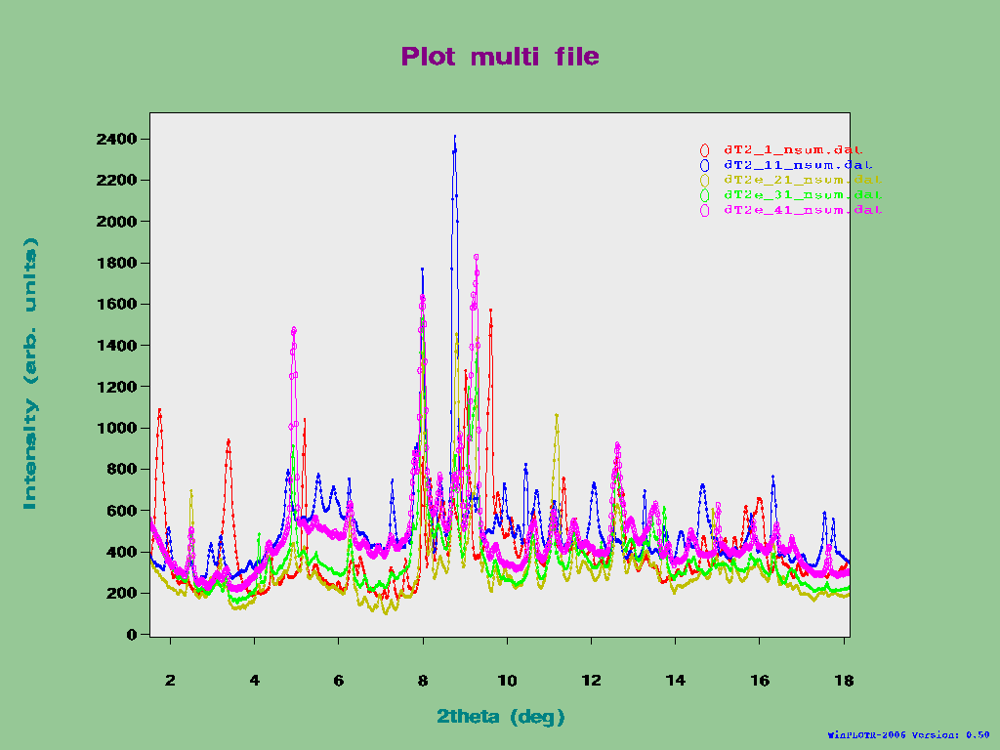 Plot multi file
2400
2200
2000
1800
1600
1400
1200
1000
800
600
400
200
0
Intensity (arb. units)
dT2_1_nsum.dat
dT2_11_nsum.dat
dT2e_21_nsum.dat
dT2e_31_nsum.dat
dT2e_41_nsum.dat
2 4 6 8 10 12 14 16 18
2theta (deg)
WinPLOTR-2006 Version: 0.50